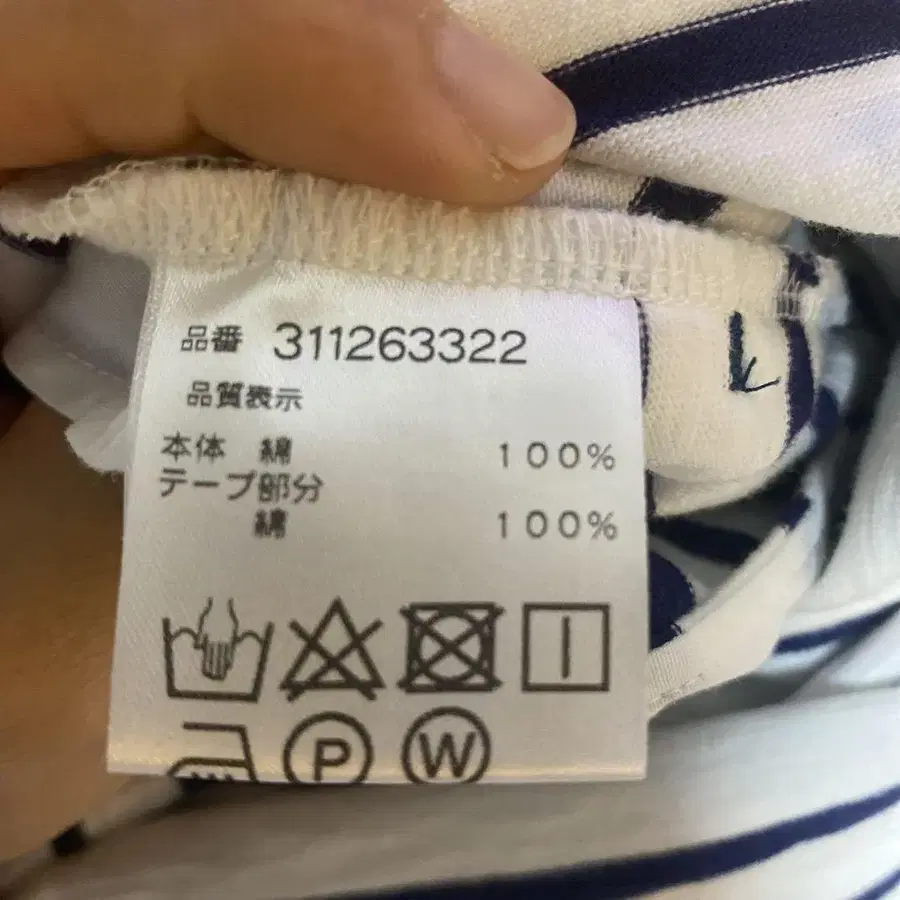 品番 311263322
品質表示
本体 綿 100%
テープ部分
綿 100%
P W